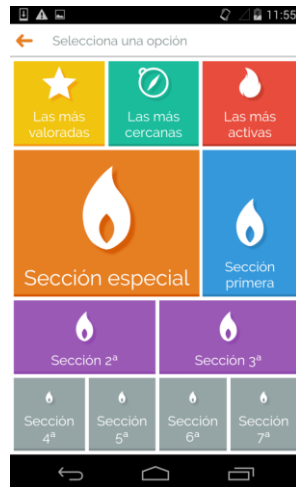 11:55
Selecciona una opción
Las más
valoradas
Las más
cercanas
Las más
activas
Sección especial
Sección
primera
Sección 2ª
Sección 3ª
Sección
4ª
Sección
5ª
Sección
6ª
Sección
7ª